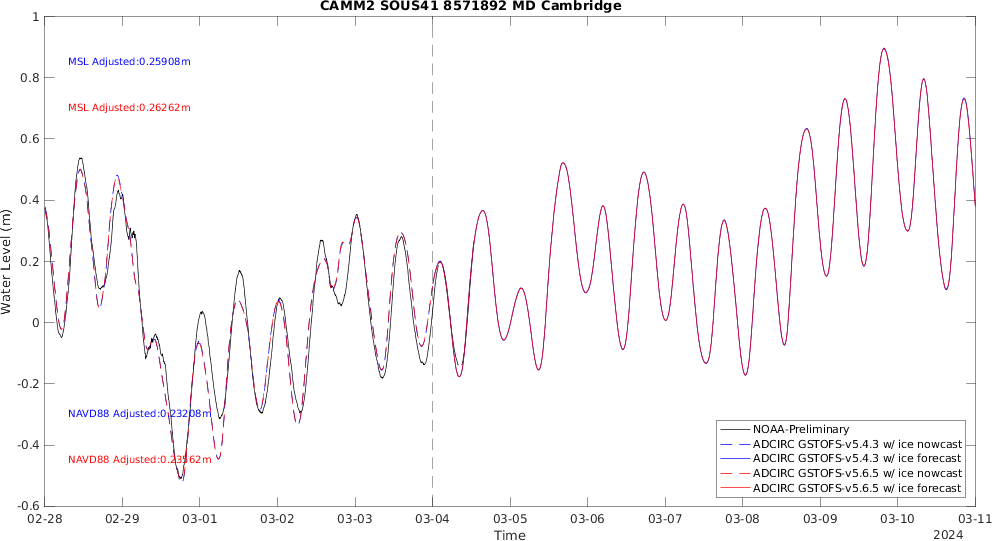 CAMM2 SOUS41 8571892 MD Cambridge
1
0.8
0.6
0.4
0.2
0
-0.2
-0.4
-0.6
Water Level (m)
MSL Adjusted:0.25908m
MSL Adjusted:0.26262m
NAVD88 Adjusted:0.23208m
NAVD88 Adjusted:0.23562m
NOAA-Preliminary
ADCIRC GSTOFS-v5.4.3 w/ ice nowcast
ADCIRC GSTOFS-v5.4.3 w/ ice forecast
ADCIRC GSTOFS-v5.6.5 w/ ice nowcast
ADCIRC GSTOFS-v5.6.5 w/ ice forecast
02-28 02-29 03-01 03-02 03-03 03-04 03-05 03-06 03-07 03-08 03-09 03-10 03-11
Time
2024